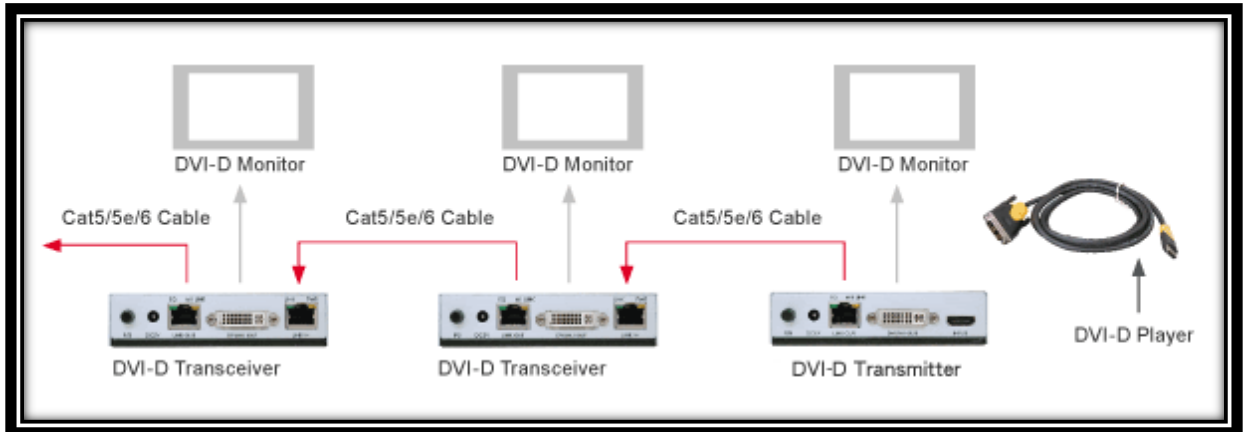 DVI-D Monitor
DVI-D Monitor
DVI-D Monitor
Cat5/5e/6 Cable
Cat5/5e/6 Cable
Cat5/5e/6 Cable
DVI-D Player
DVI-D Transceiver
DVI-D Transceiver
DVI-D Transmitter